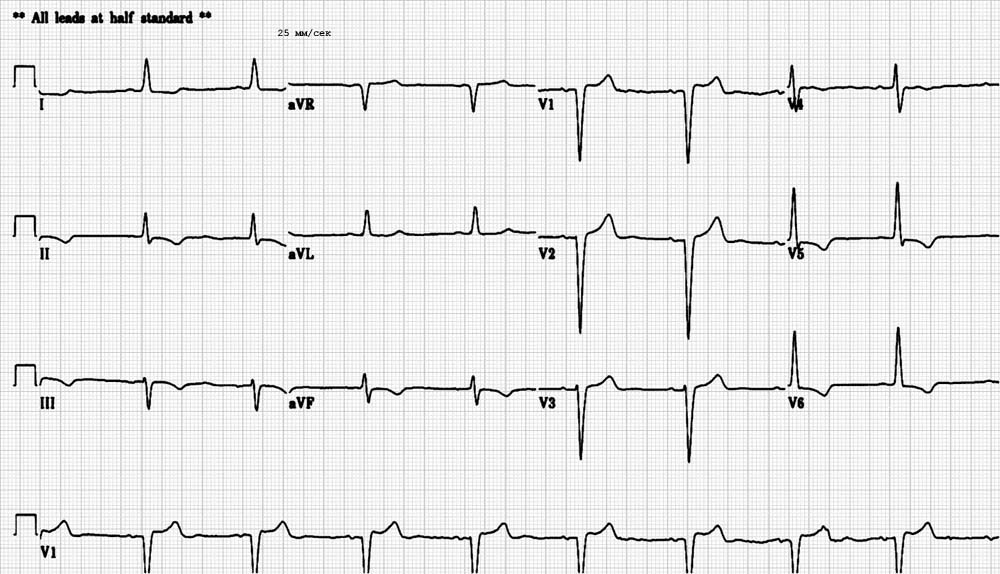 ** All leads at half standard **
25 мм/сек
I
aVR
V1
V4
II
aVL
V2
V5
III
aVF
V3
V6
V1